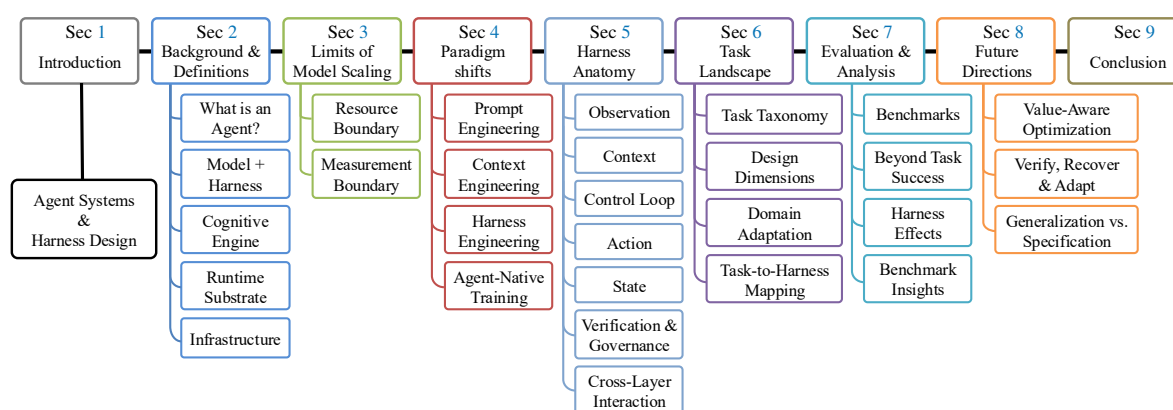 Sec 1
Introduction
Agent Systems
&
Harness Design
Sec 2
Background &
Definitions
What is an
Agent?
Model +
Harness
Cognitive
Engine
Runtime
Substrate
Infrastructure
Sec 3
Limits of
Model Scaling
Resource
Boundary
Measurement
Boundary
Sec 4
Paradigm
shifts
Prompt
Engineering
Context
Engineering
Harness
Engineering
Agent-Native
Training
Sec 5
Harness
Anatomy
Observation
Context
Control Loop
Action
State
Verification &
Governance
Cross-Layer
Interaction
Sec 6
Task
Landscape
Task Taxonomy
Design
Dimensions
Domain
Adaptation
Task-to-Harness
Mapping
Sec 7
Evaluation &
Analysis
Benchmarks
Beyond Task
Success
Harness
Effects
Benchmark
Insights
Sec 8
Future
Directions
Value-Aware
Optimization
Verify, Recover
& Adapt
Generalization vs.
Specification
Sec 9
Conclusion